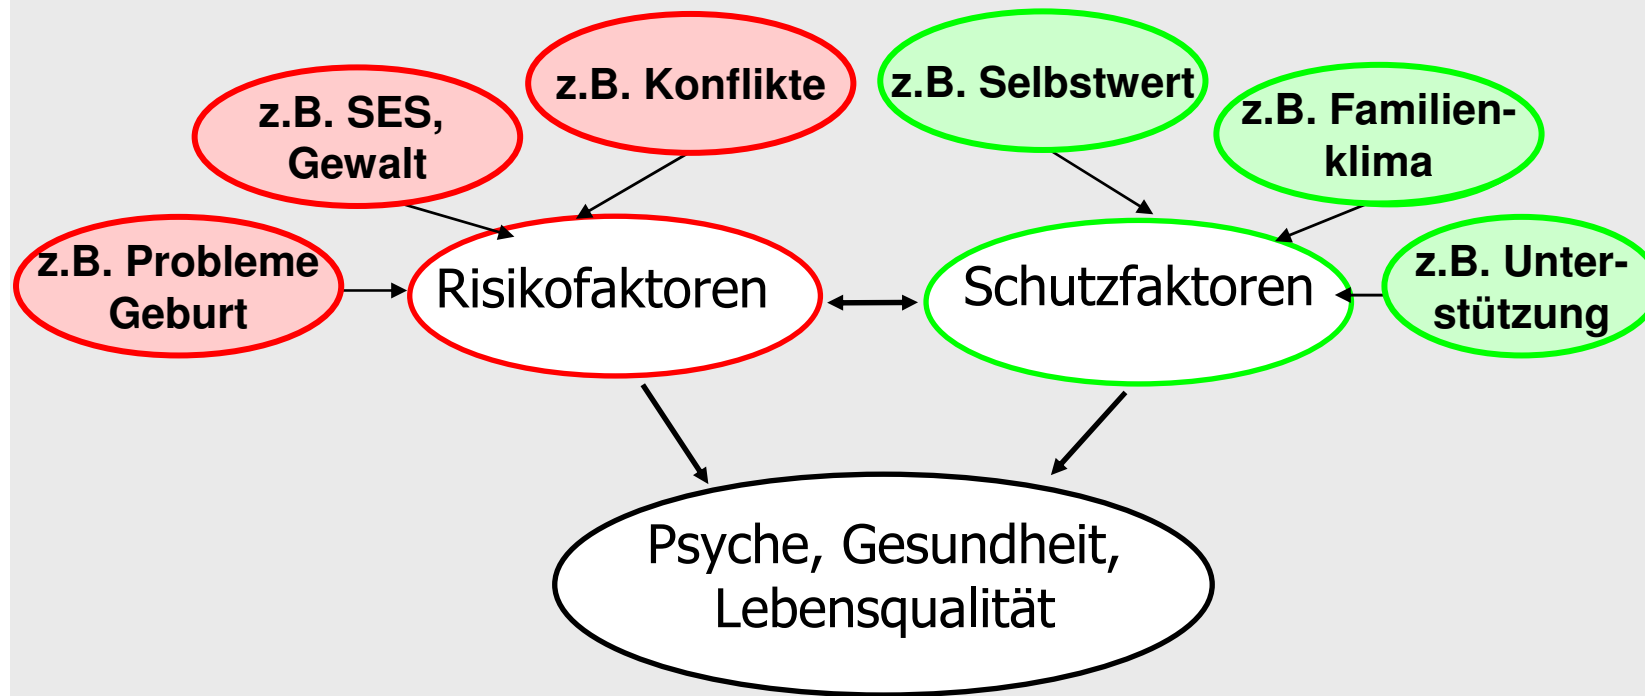 z.B. Konflikte
z.B. Selbstwert
z.B. SES,
Gewalt
z.B. Familien-
klima
z.B. Probleme
Geburt
Risikofaktoren
Schutzfaktoren
z.B. Unter-
stützung
Psyche, Gesundheit,
Lebensqualität